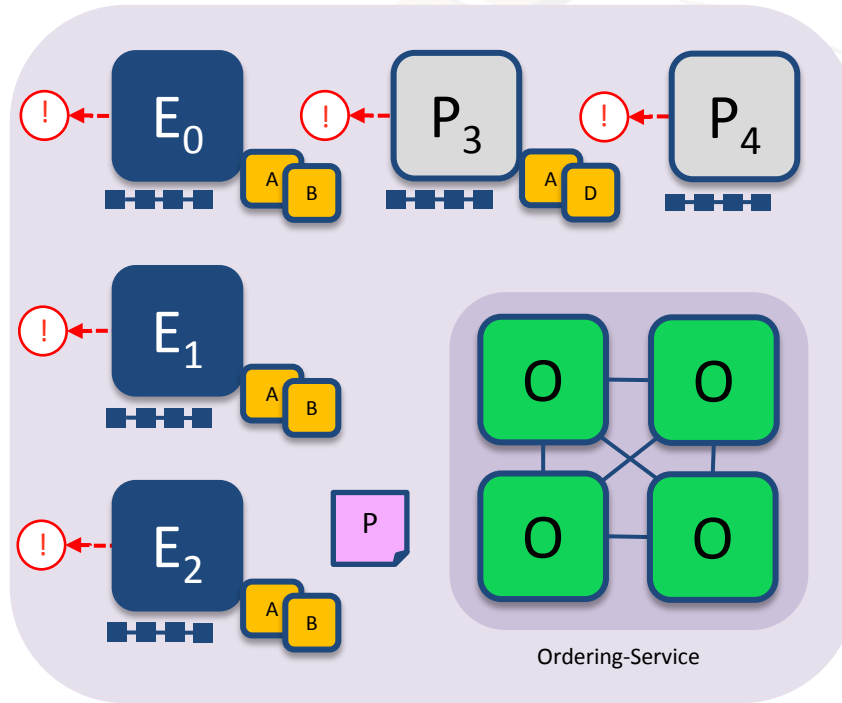 ! E0 ! P3 ! P4
A B A D
! E1
A B
O O
! E2
P
O O
A B
Ordering-Service